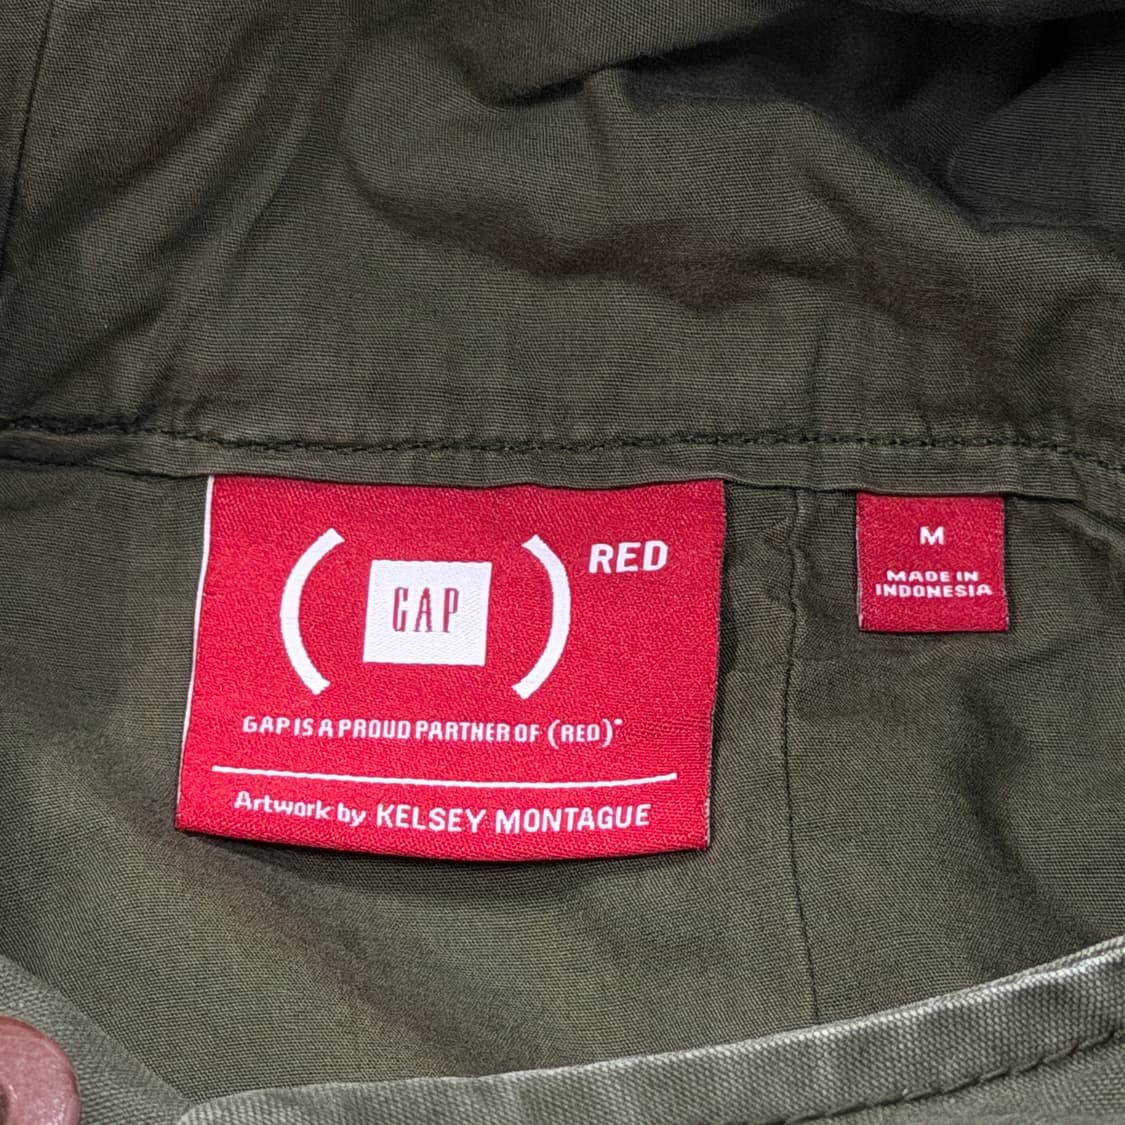 ( GAP ) RED
GAP IS A PROUD PARTNER OF (RED)*
Artwork by KELSEY MONTAGUE
M
MADE IN
INDONESIA